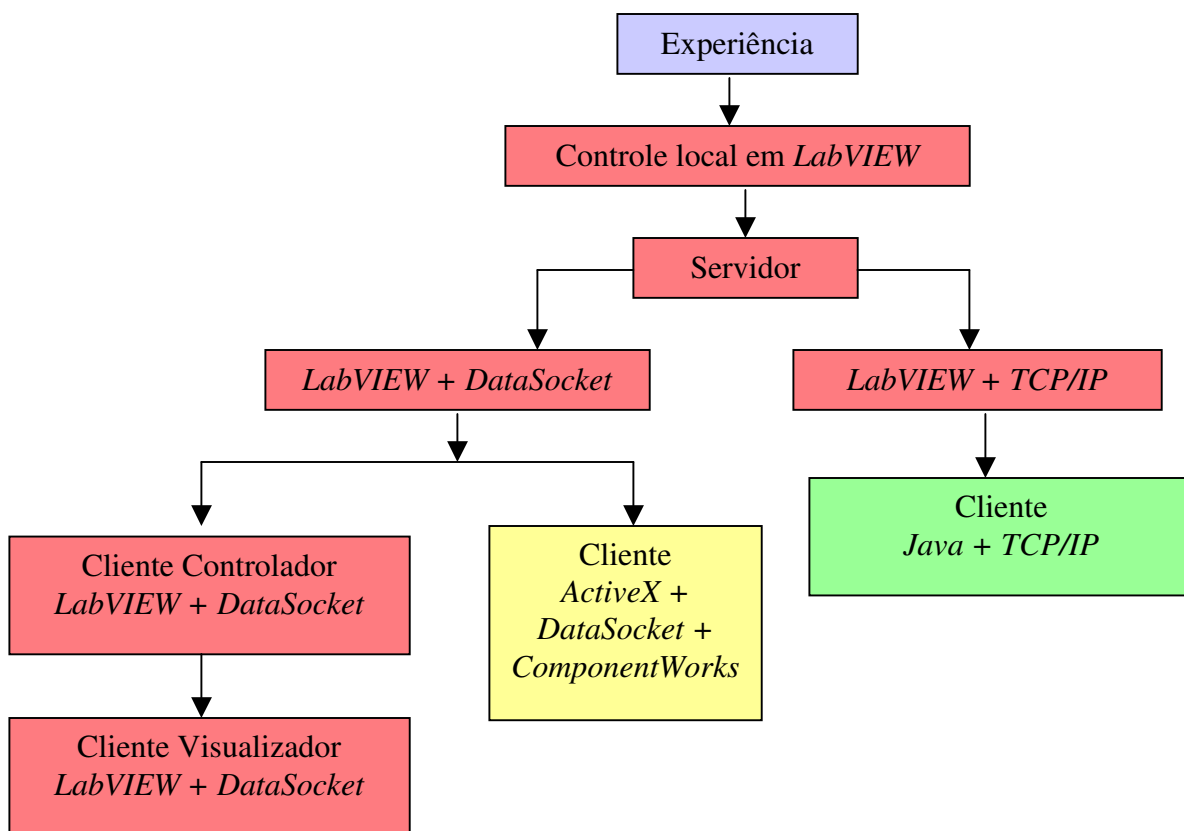 Experiência
Controle local em LabVIEW
Servidor
LabVIEW + DataSocket
LabVIEW + TCP/IP
Cliente Controlador
LabVIEW + DataSocket
Cliente
ActiveX +
DataSocket +
ComponentWorks
Cliente
Java + TCP/IP
Cliente Visualizador
LabVIEW + DataSocket